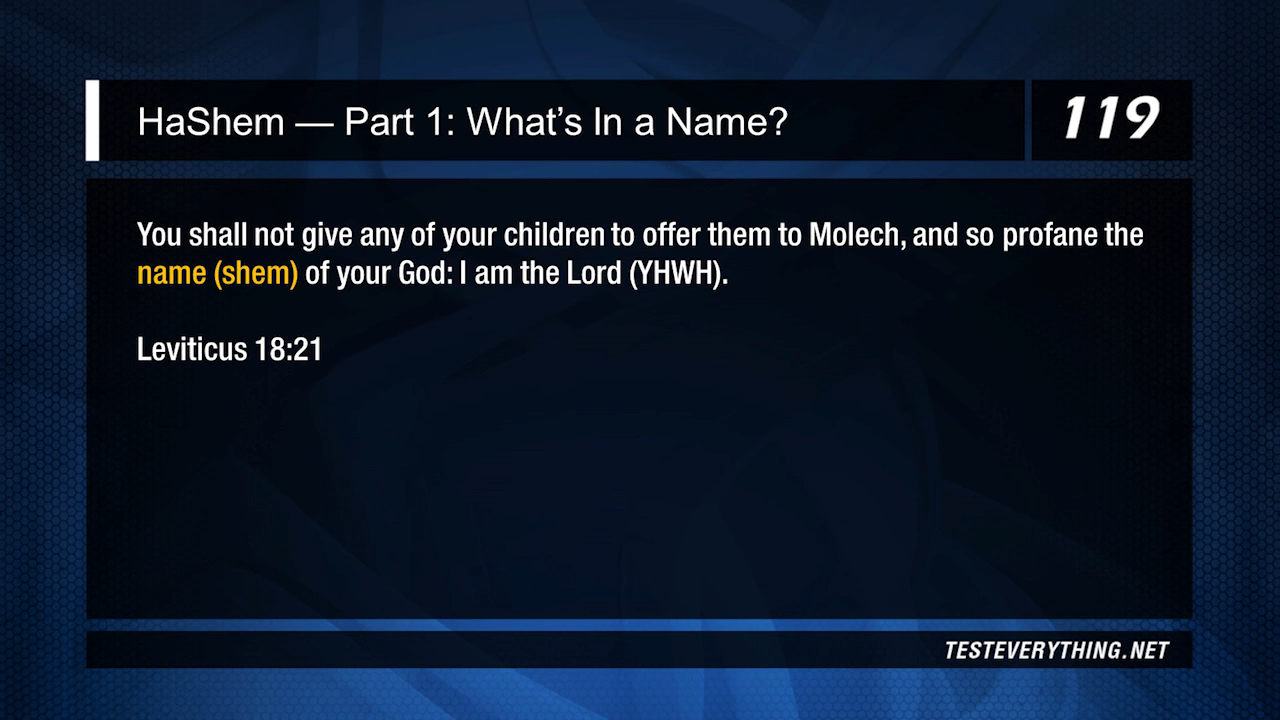 HaShem — Part 1: What’s In a Name?
119
You shall not give any of your children to offer them to Molech, and so profane the
name (shem) of your God: I am the Lord (YHWH).
Leviticus 18:21
TESTEVERYTHING.NET